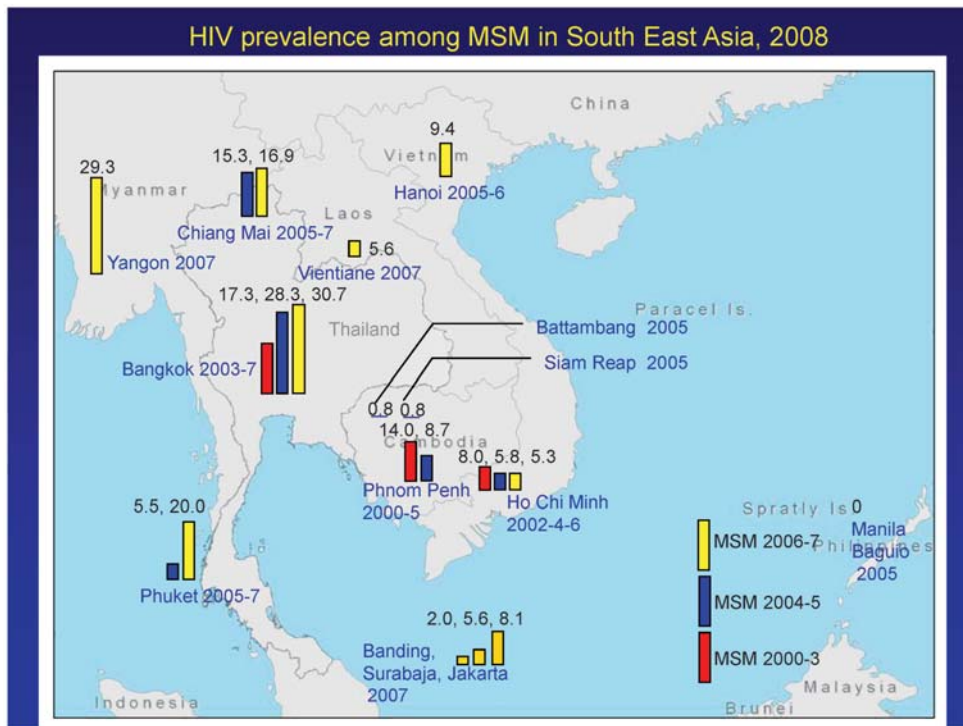 HIV prevalence among MSM in South East Asia, 2008
China
9.4
Vietnam
Hanoi 2005-6
29.3
Myanmar
Yangon 2007
15.3, 16.9
Chiang Mai 2005-7
Laos
5.6
Vientiane 2007
17.3, 28.3, 30.7
Thailand
Bangkok 2003-7
Paracel Is.
Battambang 2005
Siam Reap 2005
0.8 0.8
14.0, 8.7
Cambodia
Phnom Penh
2000-5
8.0, 5.8, 5.3
Ho Chi Minh
2002-4-6
5.5, 20.0
Phuket 2005-7
2.0, 5.6, 8.1
Banding,
Surabaja, Jakarta
2007
Spratly Is
0
Philippines
Manila
Baguio
2005
MSM 2006-7
MSM 2004-5
MSM 2000-3
Indonesia
Malaysia
Brunei